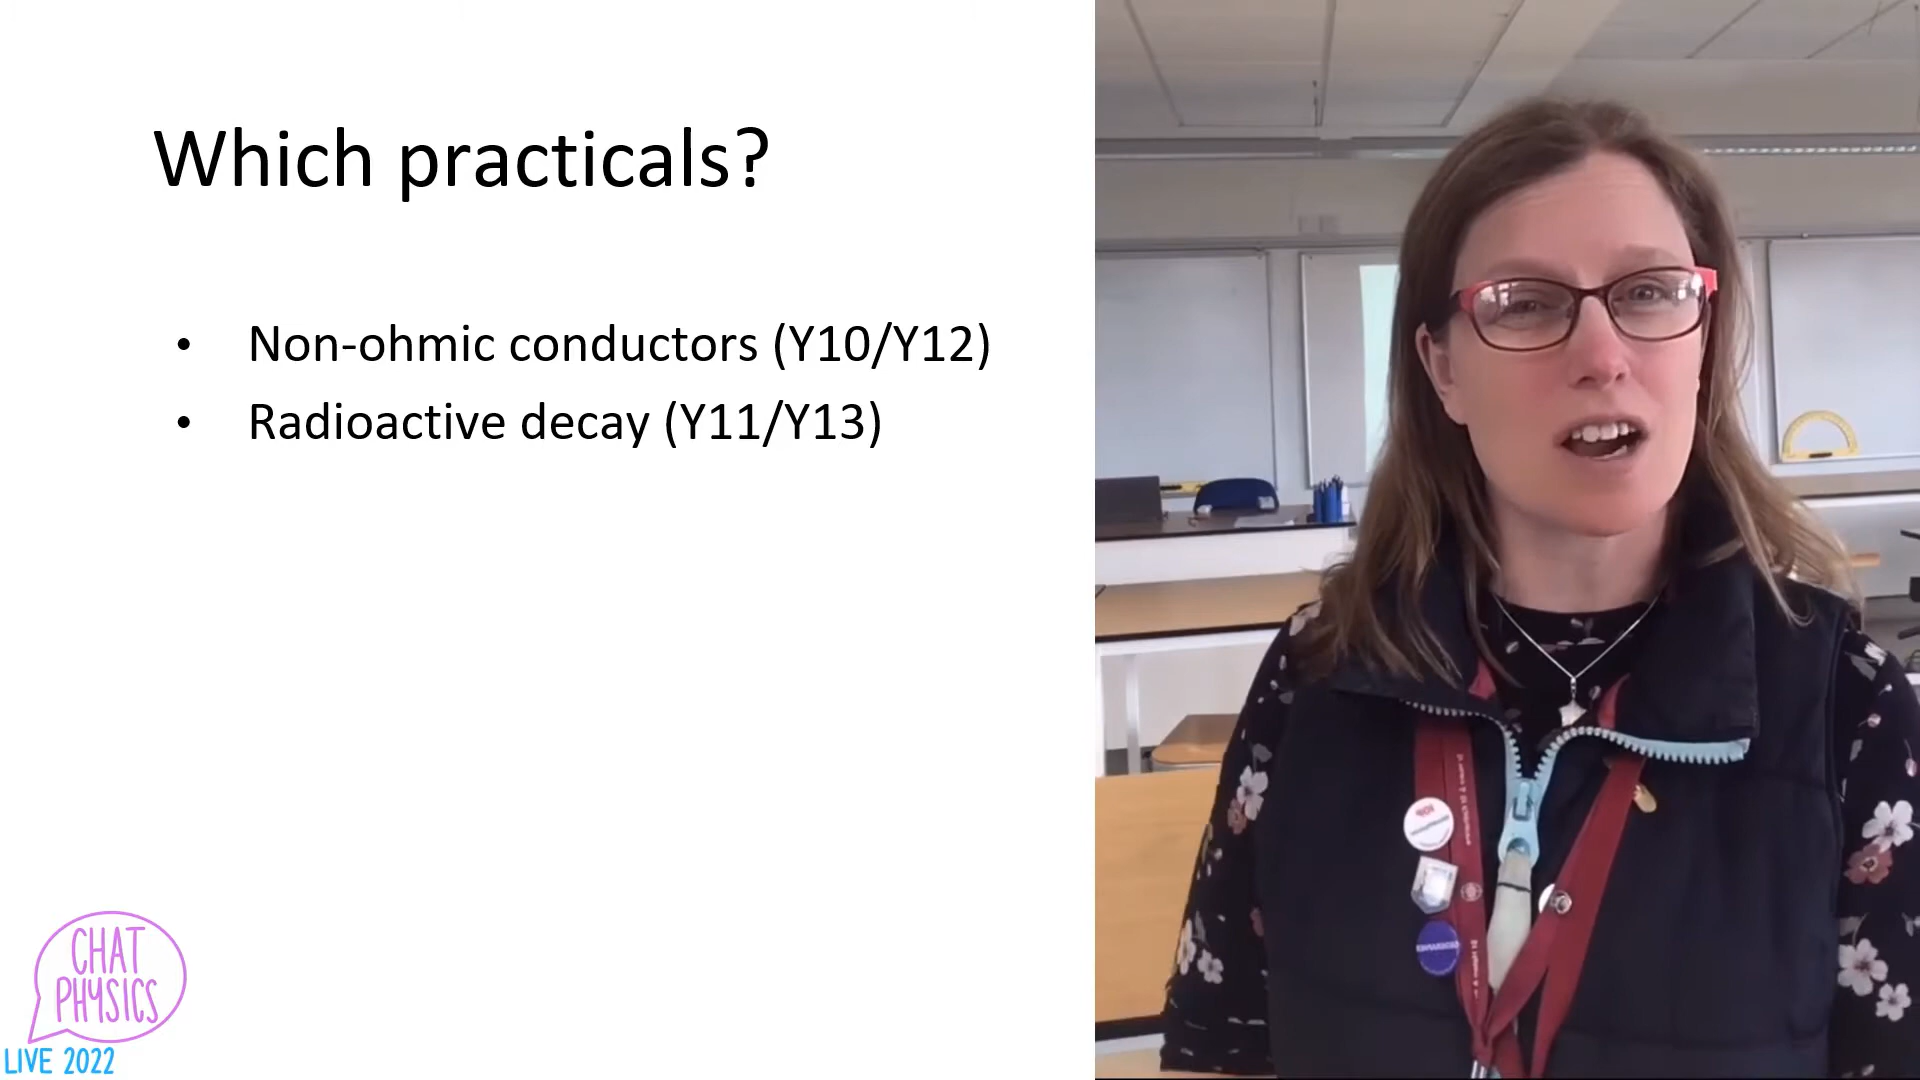 Which practicals?
• Non-ohmic conductors (Y10/Y12)
• Radioactive decay (Y11/Y13)
CHAT
PHYSICS
LIVE 2022